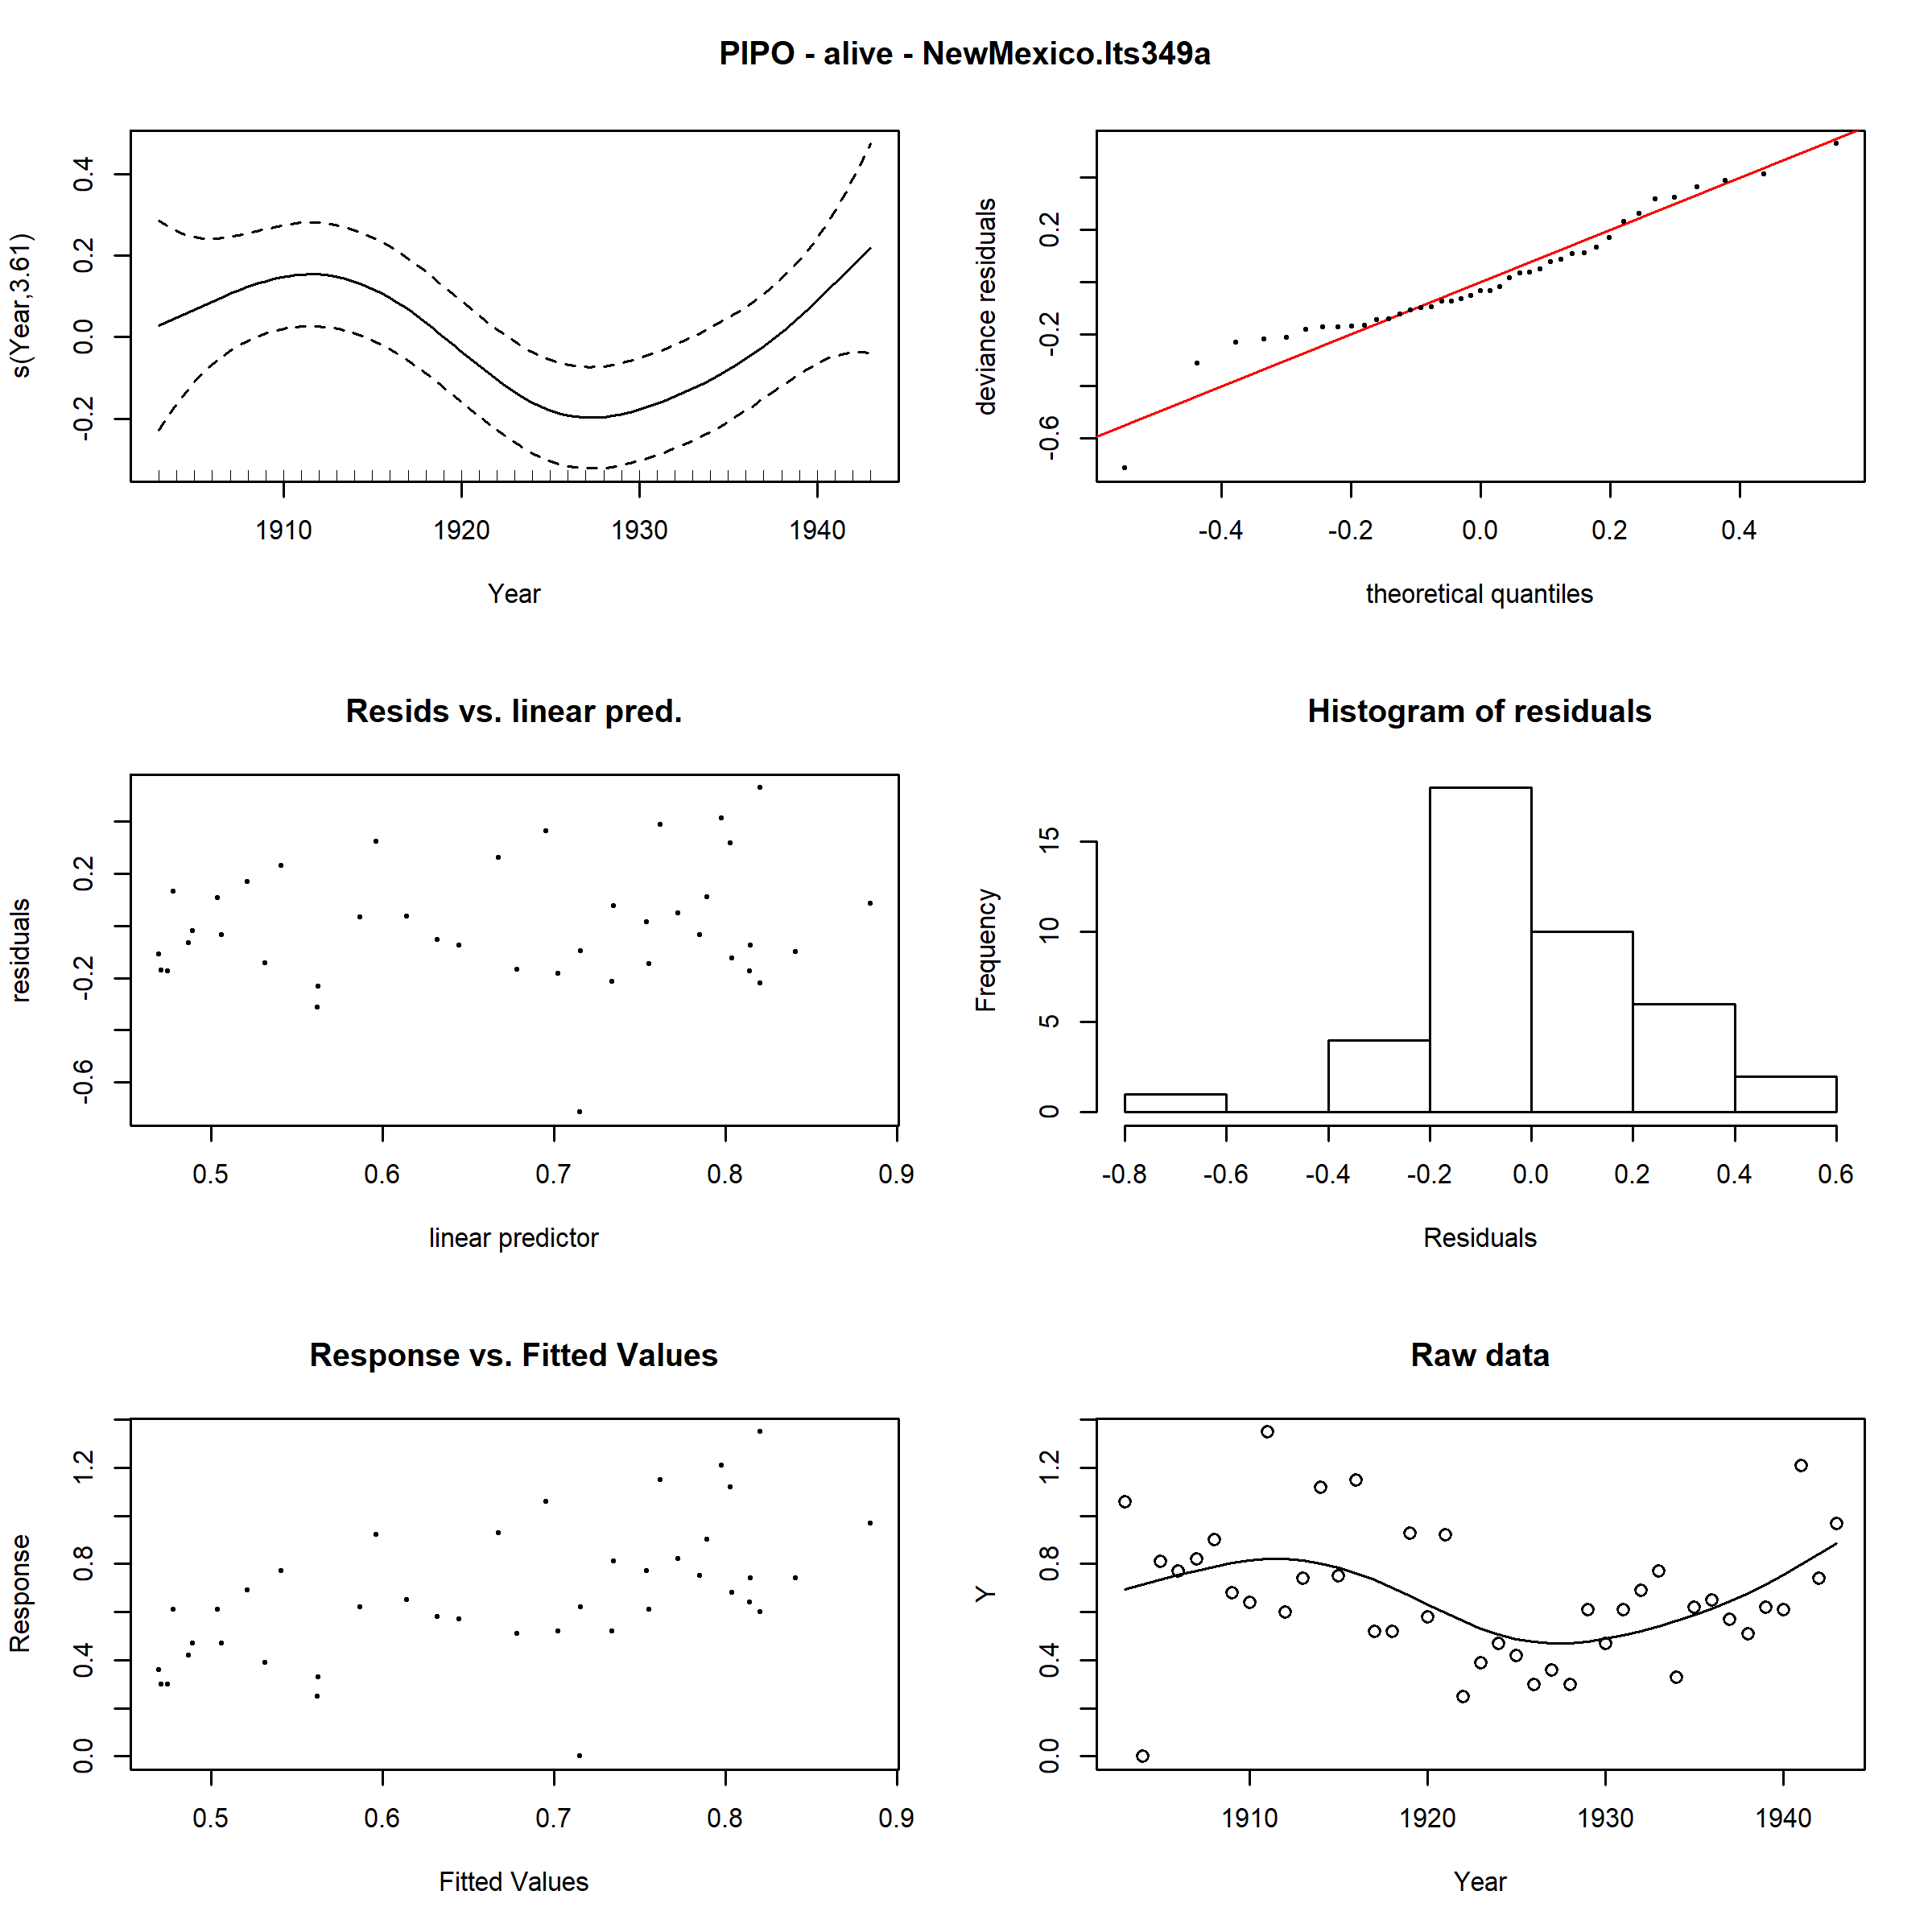 PIPO - alive - NewMexico.lts349a
s(Year,3.61)
-0.2 0.0 0.2 0.4
1910 1920 1930 1940
Year
deviance residuals
-0.6 -0.2 0.2
-0.4 -0.2 0.0 0.2 0.4
theoretical quantiles
Resids vs. linear pred.
residuals
-0.6 -0.2 0.2
0.5 0.6 0.7 0.8 0.9
linear predictor
Histogram of residuals
Frequency
0 5 10 15
-0.8 -0.6 -0.4 -0.2 0.0 0.2 0.4 0.6
Residuals
Response vs. Fitted Values
Response
0.0 0.4 0.8 1.2
0.5 0.6 0.7 0.8 0.9
Fitted Values
Raw data
Y
0.0 0.4 0.8 1.2
1910 1920 1930 1940
Year